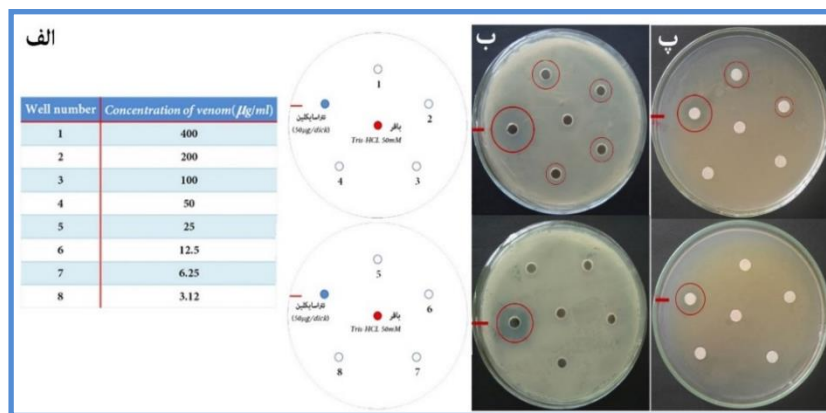 الف
Well number	Concentration of venom(µg/ml)
1	400
2	200
3	100
4	50
5	25
6	12.5
7	6.25
8	3.12
1
2
تتراسایکلین
(50µg/disk)
بافر
Tris HCL 50mM
4
3
5
6
تتراسایکلین
(50µg/disk)
بافر
Tris HCL 50mM
8
7
ب
پ